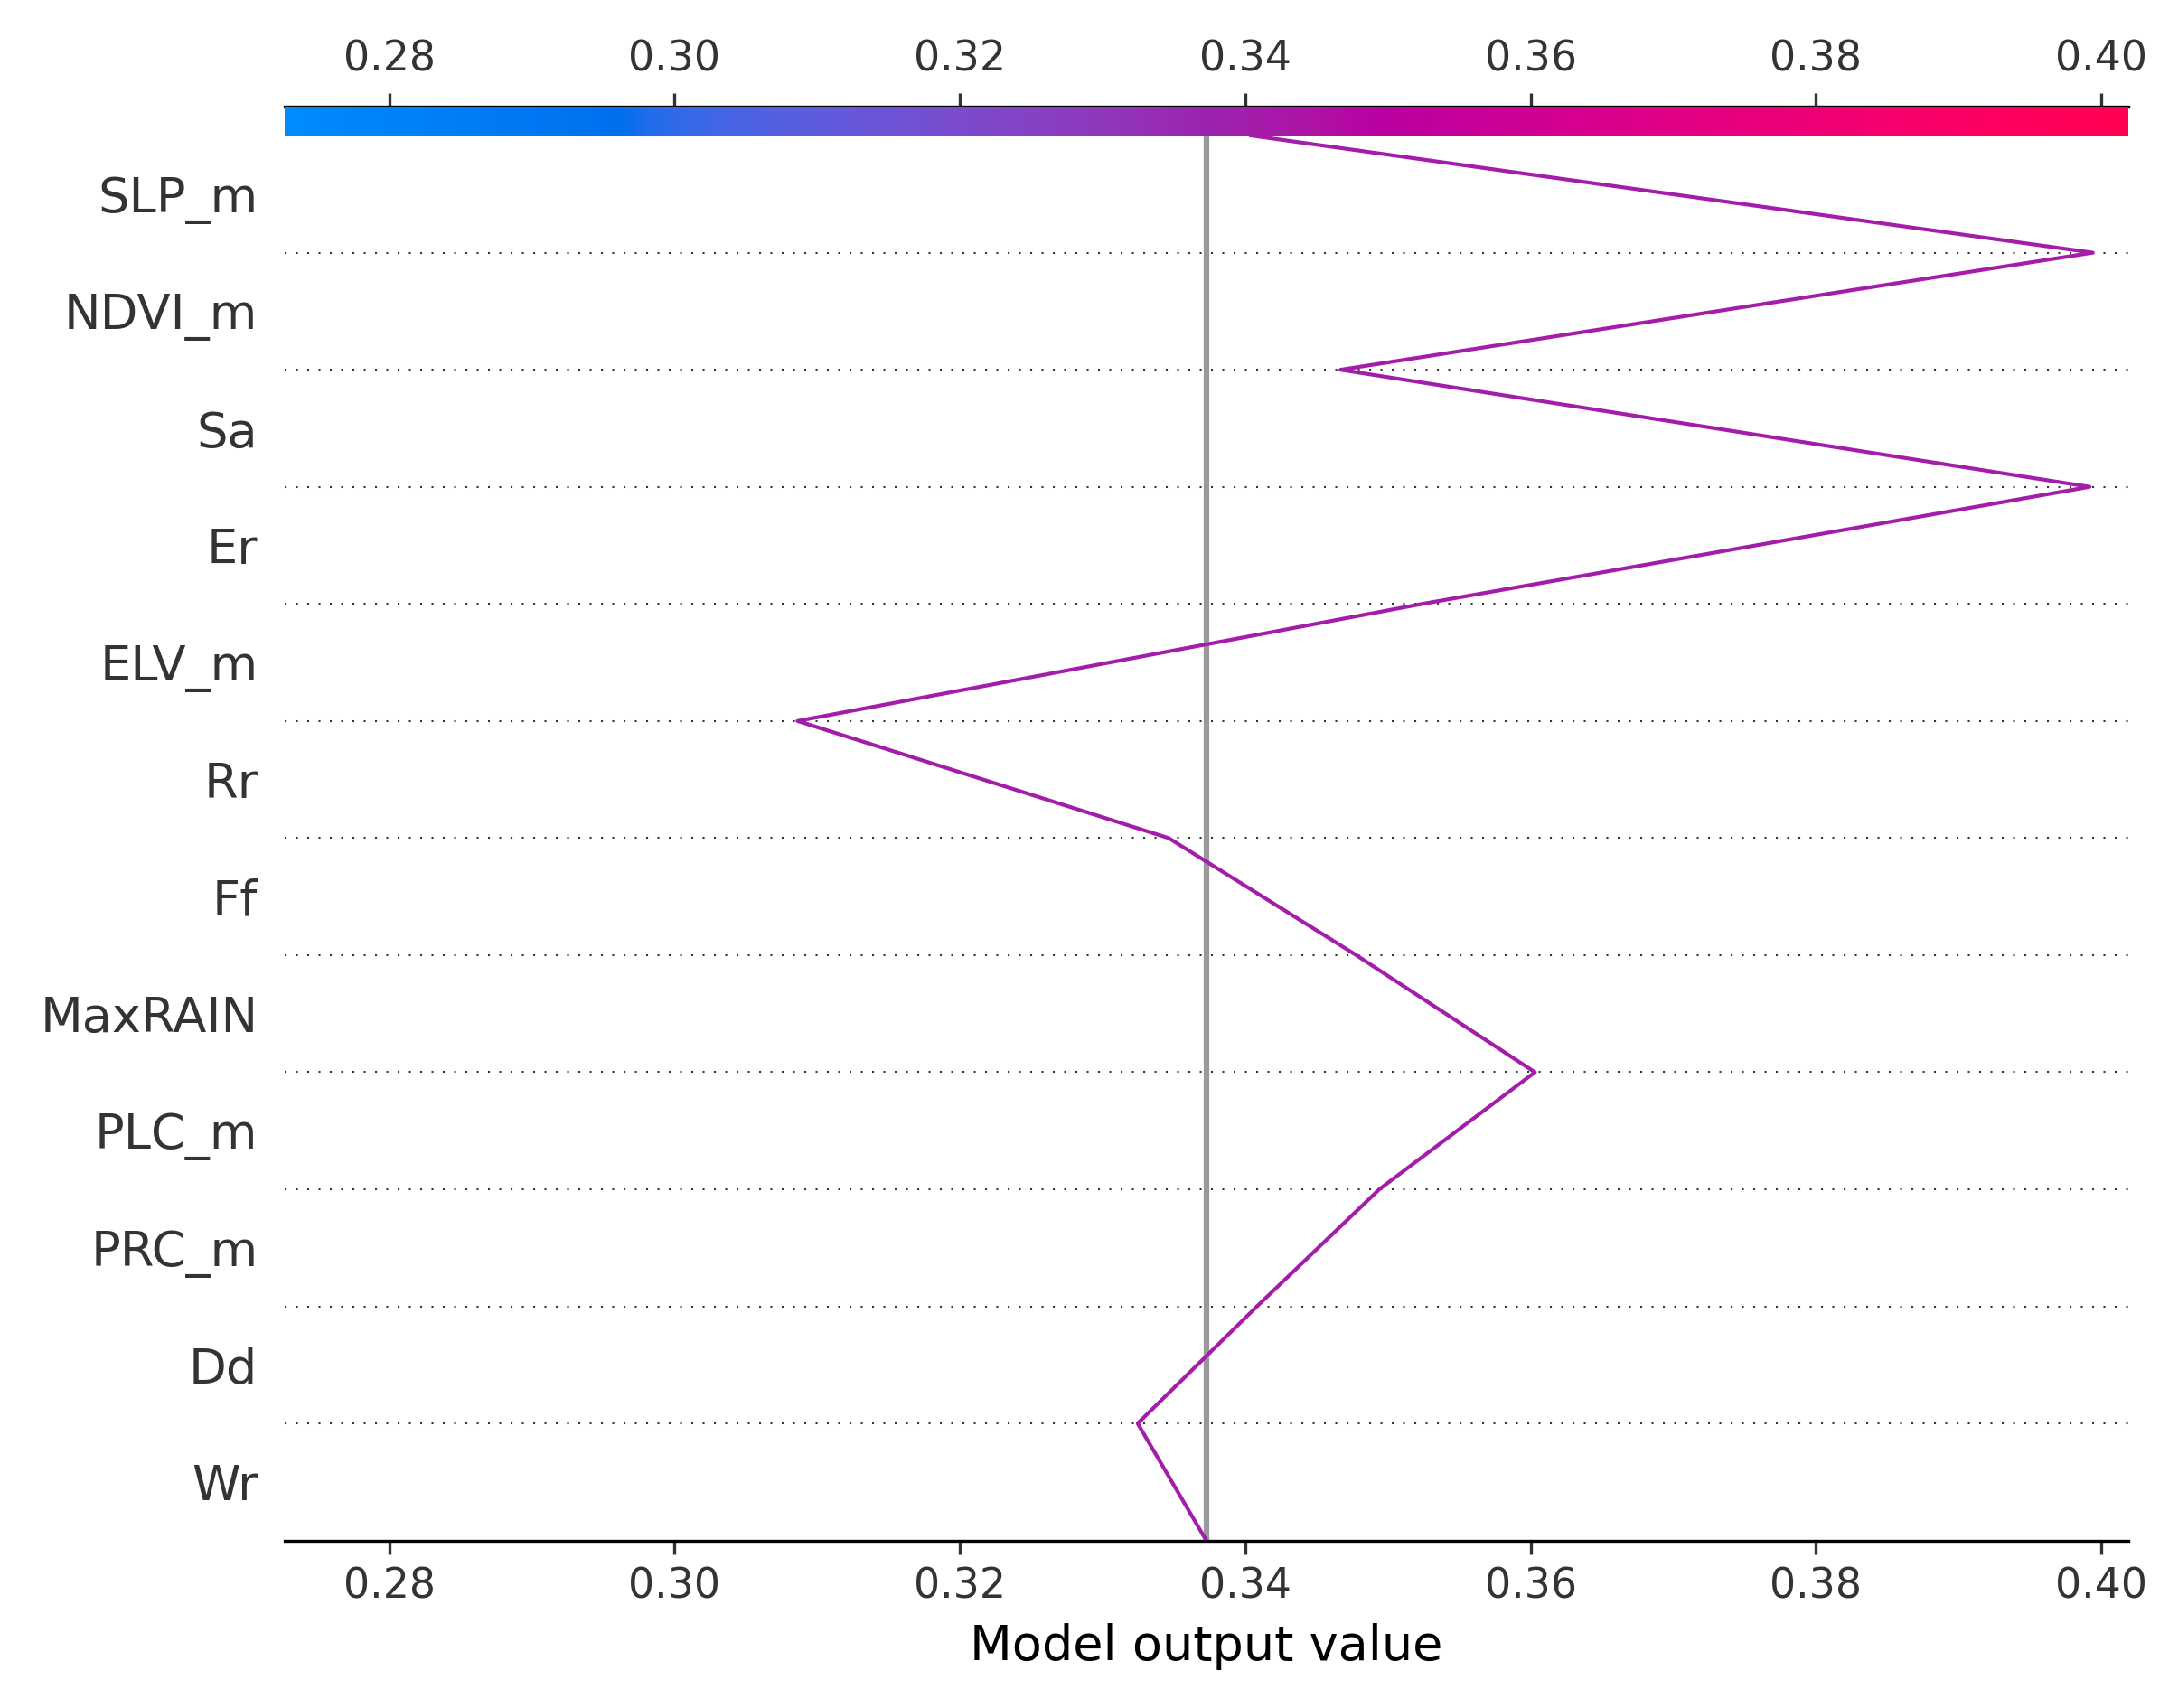 0.28 0.30 0.32 0.34 0.36 0.38 0.40
SLP_m
NDVI_m
Sa
Er
ELV_m
Rr
Ff
MaxRAIN
PLC_m
PRC_m
Dd
Wr
0.28 0.30 0.32 0.34 0.36 0.38 0.40
Model output value